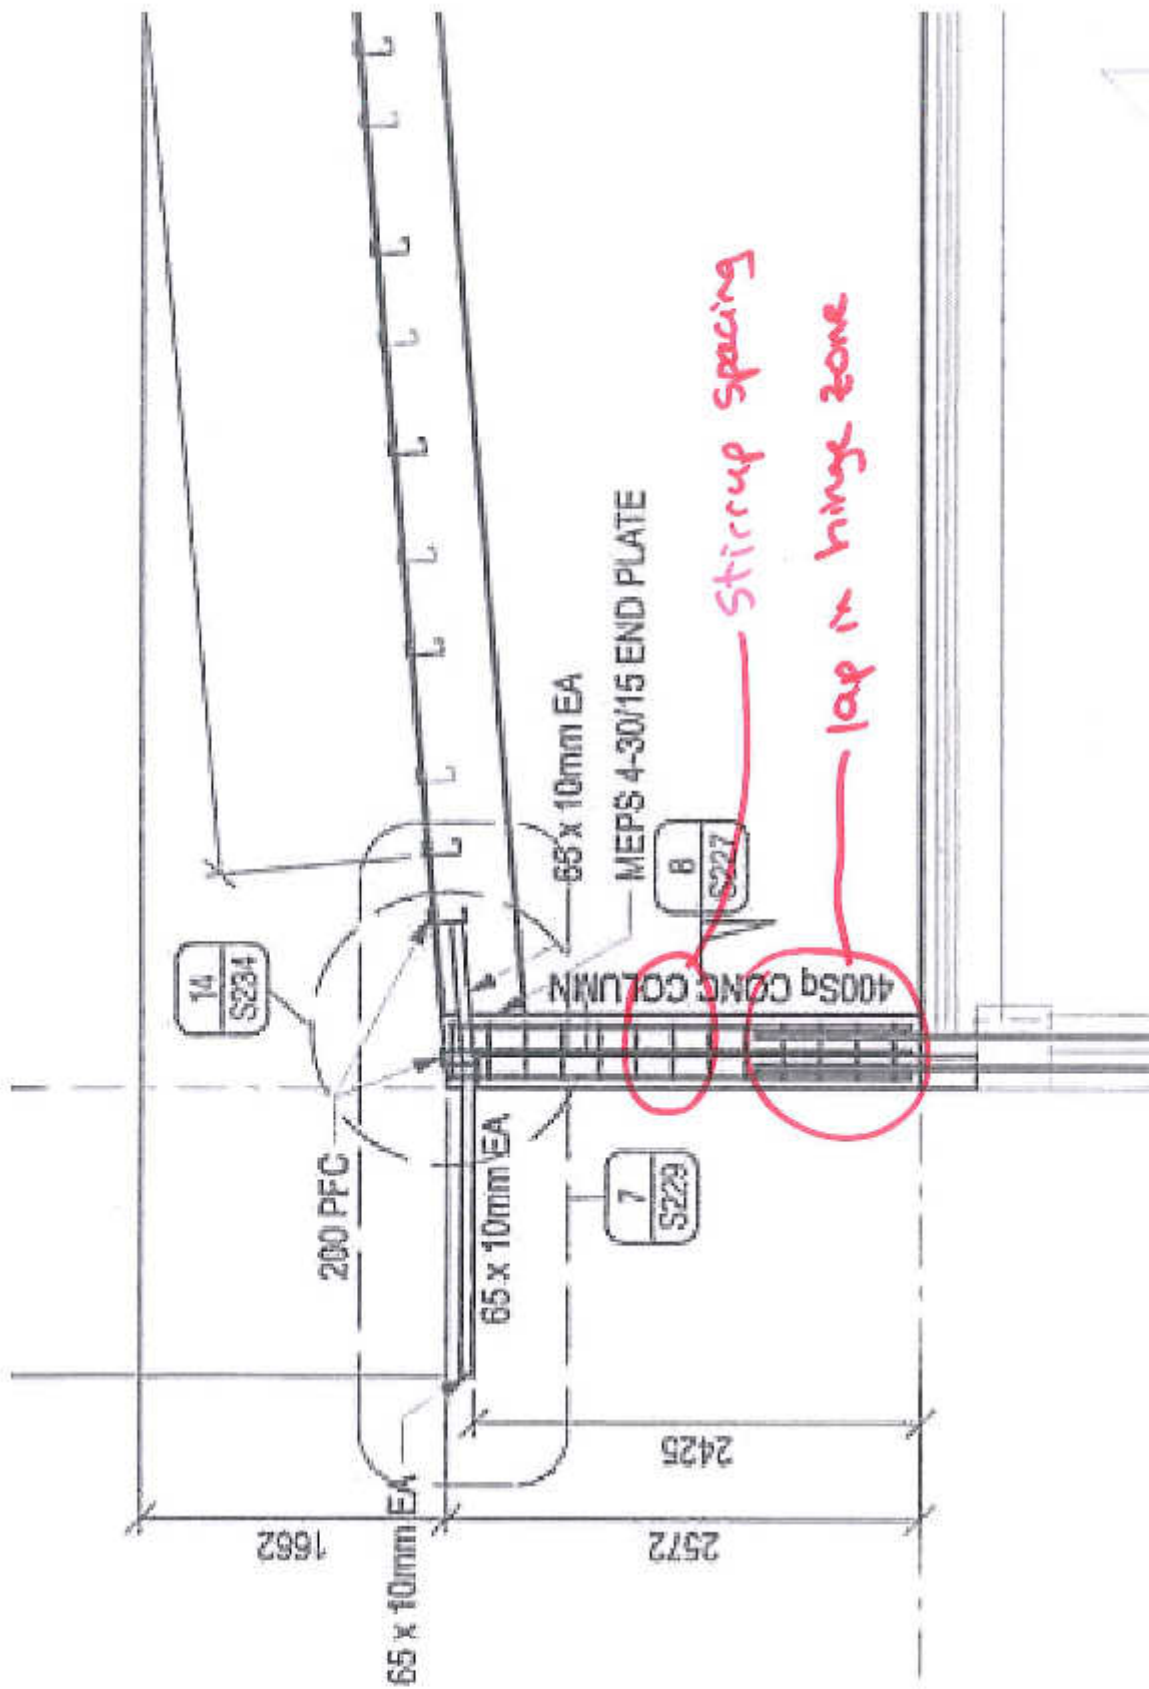 14
S234
200 PFC
65 x 10mm EA
MEPS 4-30/15 END PLATE
8
S227
400Sq CONC COLUMN
65 x 10mm EA
7
S229
65 x 10mm EA
1662
2425
2572
Stirrup spacing
lap in hinge zone